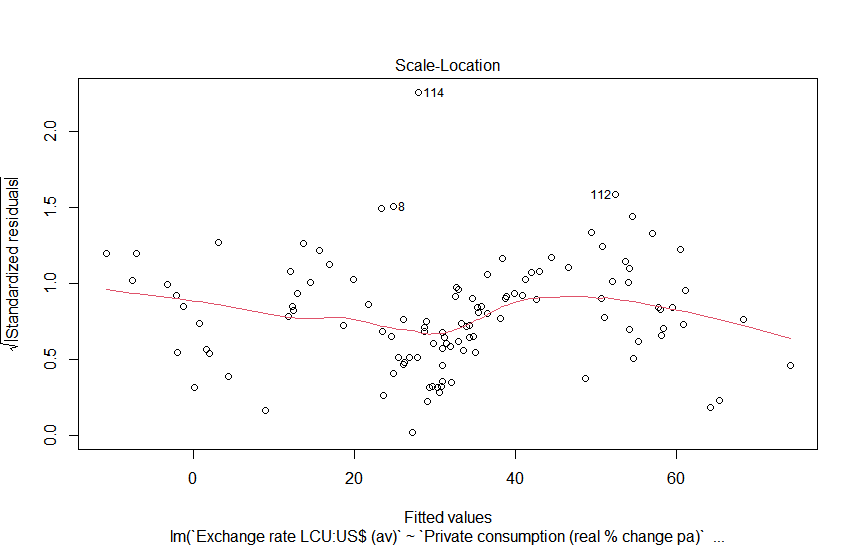 Scale-Location
√|Standardized residuals|
2.0
1.5
1.0
0.5
0.0
114
8
112
0 20 40 60
Fitted values
lm(`Exchange rate LCU:US$ (av)` ~ `Private consumption (real % change pa)` ...